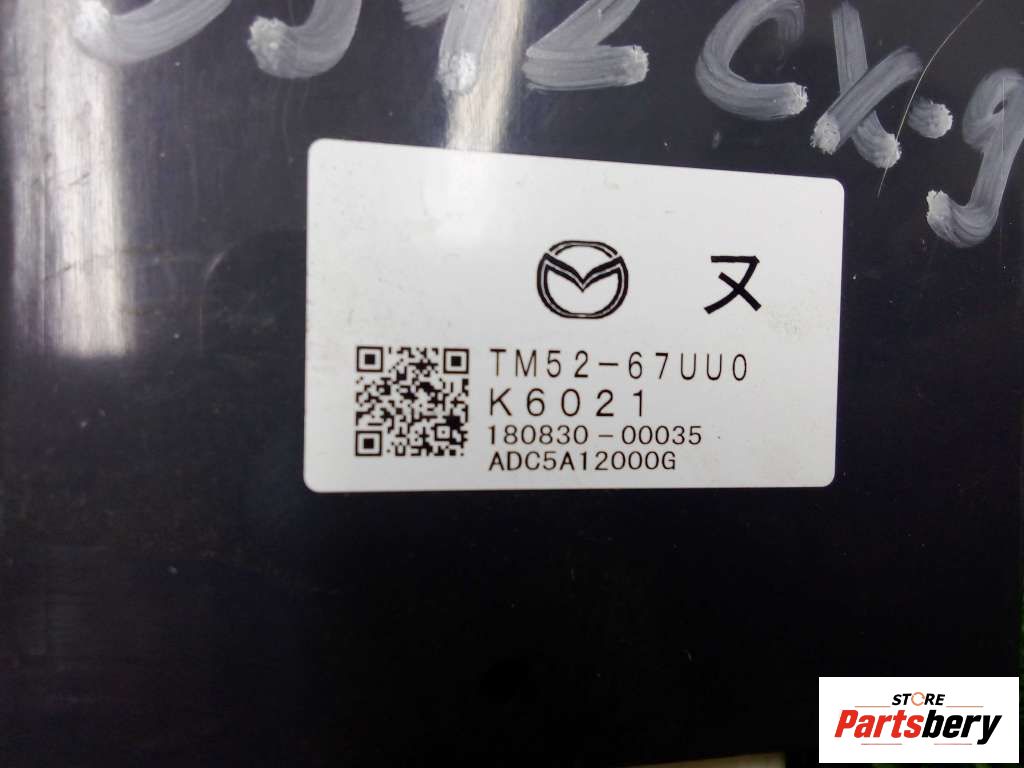 CX-9
ヌ
TM52-67UU0
K6021
180830-00035
ADC5A12000G
STORE
Partsbery